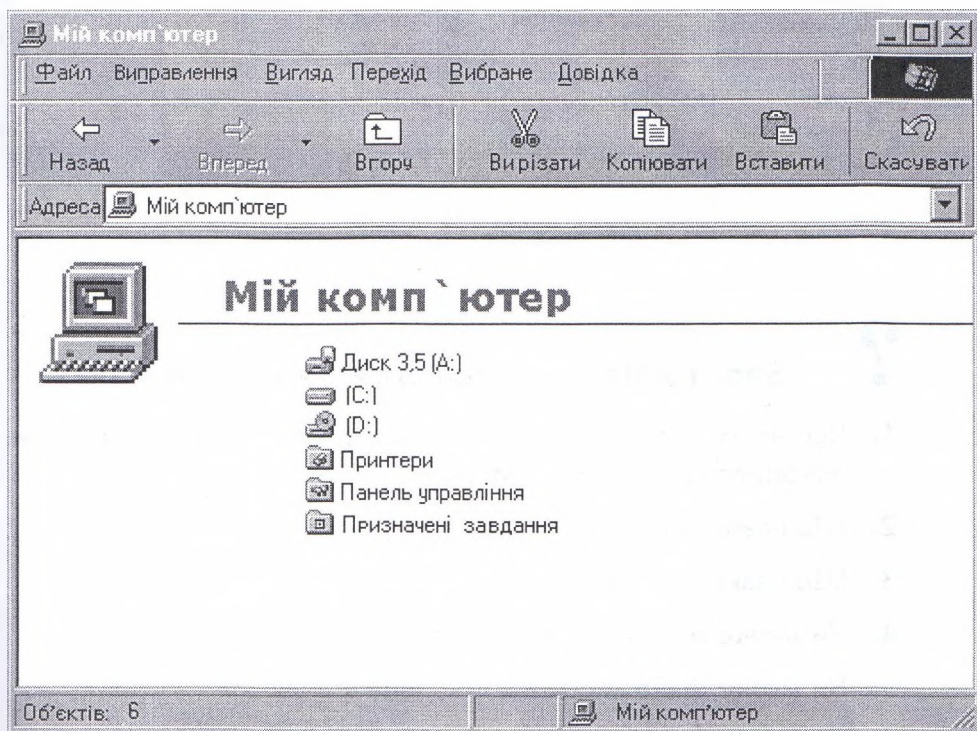 Мій комп`ютер
Файл Виправлення Вигляд Перехід Вибране Довідка
Назад Вперед Вгору Вирізати Копіювати Вставити Скасувати
Адреса Мій комп`ютер
Мій комп`ютер
Диск 3,5 (A:)
(C:)
(D:)
Принтери
Панель управління
Призначені завдання
Об'єктів: 6 Мій комп'ютер